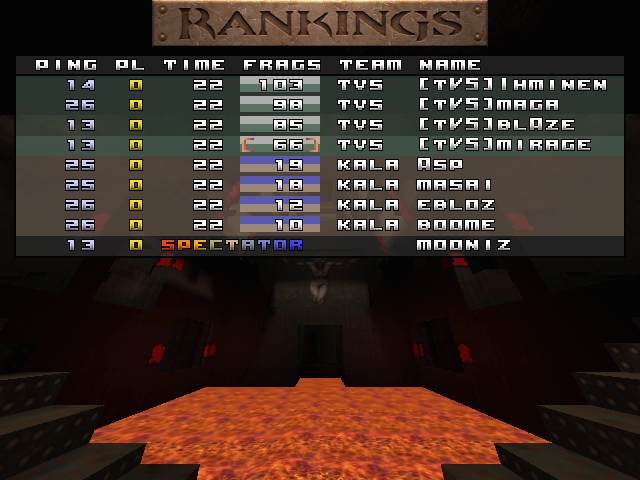 RANKINGS
PING PL TIME FRAGS TEAM NAME
14 0 22 103 TVS [TVS]IHMINEN
26 0 22 98 TVS [TVS]MAGA
13 0 22 85 TVS [TVS]BLAZE
13 0 22 [ 66 ] TVS [TVS]MIRAGE
25 0 22 19 KALA ASP
25 0 22 18 KALA MASAI
26 0 22 12 KALA EBLOZ
26 0 22 10 KALA BOOME
13 0 SPECTATOR MOONIZ